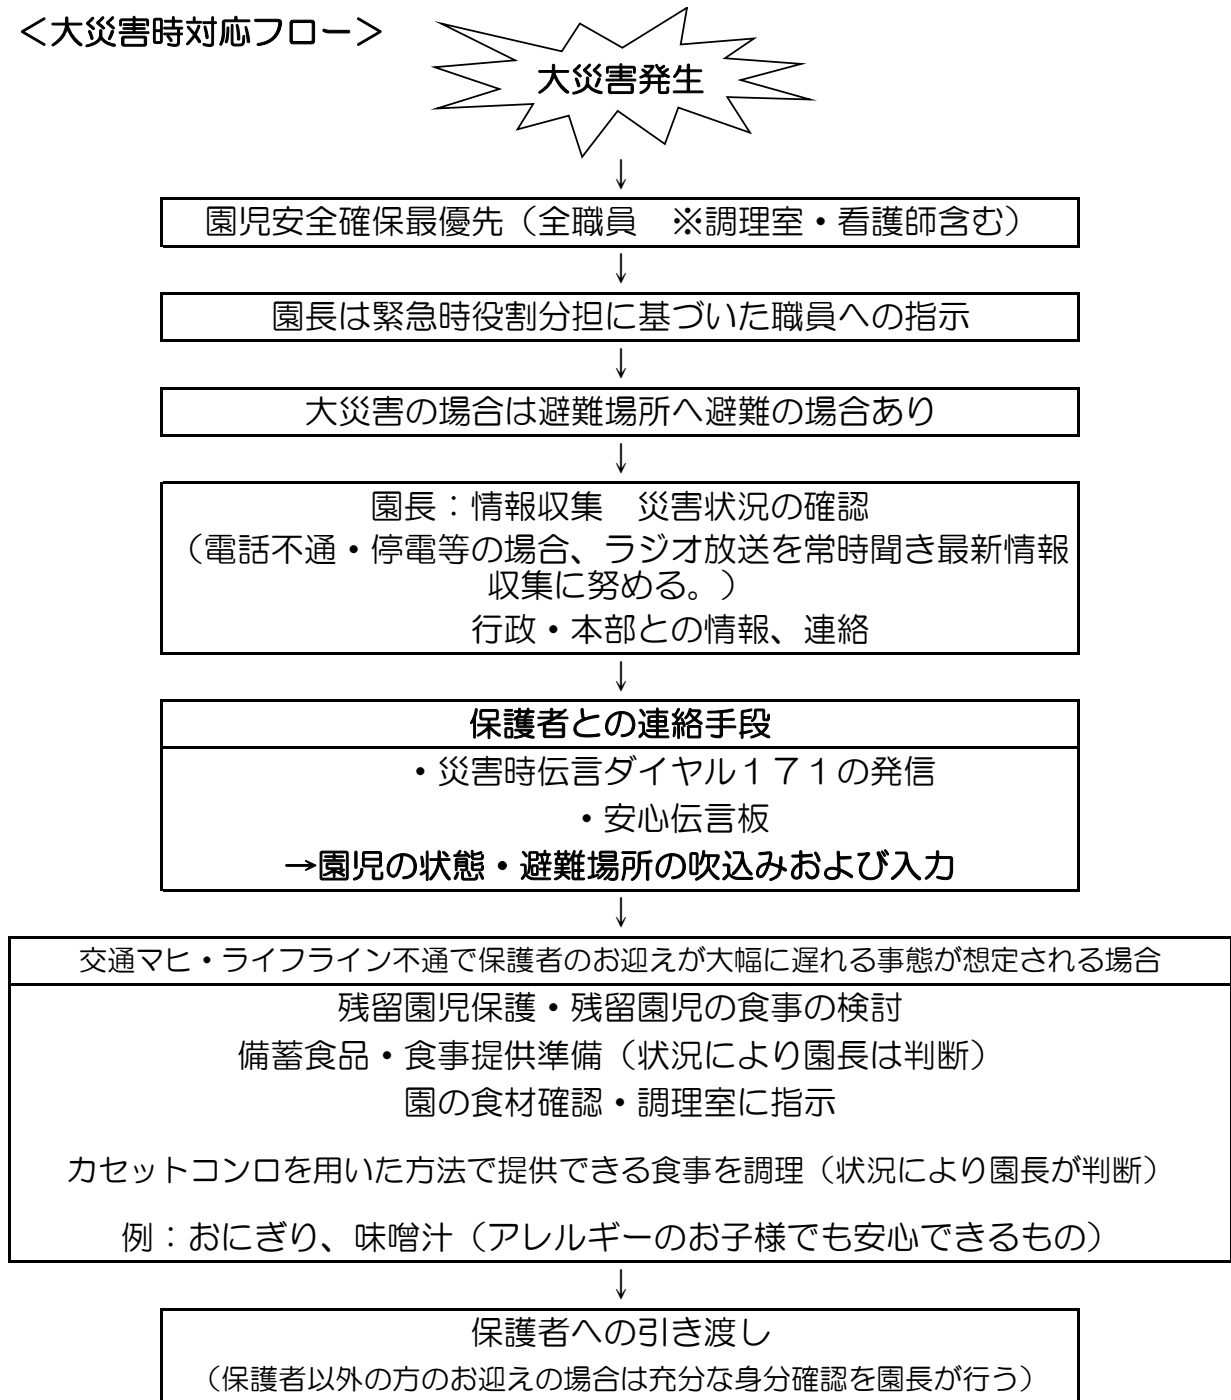 ＜大災害時対応フロー＞
大災害発生
↓
園児安全確保最優先（全職員　※調理室・看護師含む）
↓
園長は緊急時役割分担に基づいた職員への指示
↓
大災害の場合は避難場所へ避難の場合あり
↓
園長：情報収集　災害状況の確認
（電話不通・停電等の場合、ラジオ放送を常時聞き最新情報
収集に努める。）
行政・本部との情報、連絡
↓
保護者との連絡手段
・災害時伝言ダイヤル１７１の発信
・安心伝言板
→園児の状態・避難場所の吹込みおよび入力
↓
交通マヒ・ライフライン不通で保護者のお迎えが大幅に遅れる事態が想定される場合
残留園児保護・残留園児の食事の検討
備蓄食品・食事提供準備（状況により園長は判断）
園の食材確認・調理室に指示
カセットコンロを用いた方法で提供できる食事を調理（状況により園長が判断）
例：おにぎり、味噌汁（アレルギーのお子様でも安心できるもの）
↓
保護者への引き渡し
（保護者以外の方のお迎えの場合は充分な身分確認を園長が行う）